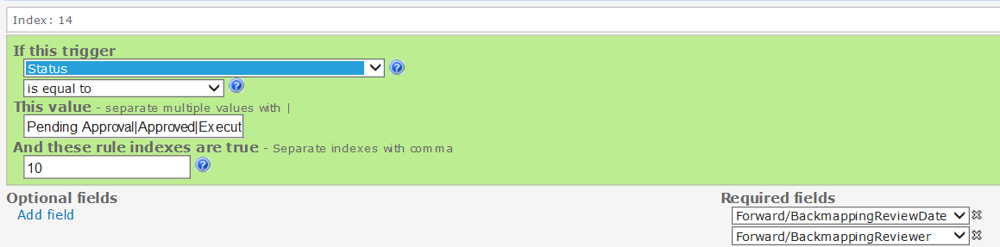 Index: 14
If this trigger
Status
is equal to
This value - separate multiple values with |
Pending Approval|Approved|Execut
And these rule indexes are true - Separate indexes with comma
10
Optional fields
Add field
Required fields
Forward/BackmappingReviewDate
Forward/BackmappingReviewer